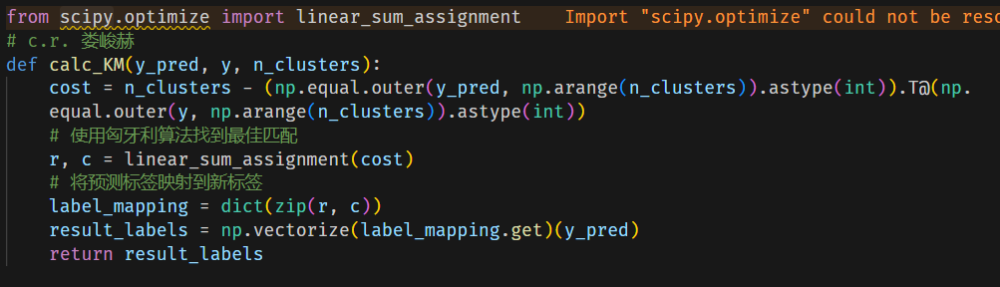 from scipy.optimize import linear_sum_assignment    Import "scipy.optimize" could not be reso
# c.r. 娄峻赫
def calc_KM(y_pred, y, n_clusters):
    cost = n_clusters - (np.equal.outer(y_pred, np.arange(n_clusters)).astype(int)).T@(np.
    equal.outer(y, np.arange(n_clusters)).astype(int))
    # 使用匈牙利算法找到最佳匹配
    r, c = linear_sum_assignment(cost)
    # 将预测标签映射到新标签
    label_mapping = dict(zip(r, c))
    result_labels = np.vectorize(label_mapping.get)(y_pred)
    return result_labels